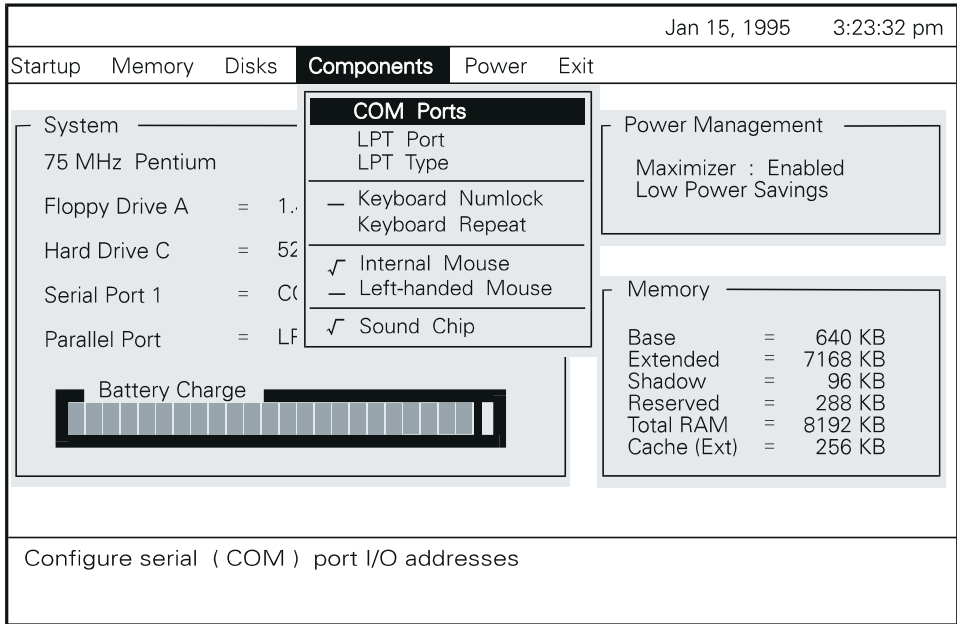 Jan 15, 1995 3:23:32 pm
Startup Memory Disks Components Power Exit
COM Ports
LPT Port
LPT Type
_ Keyboard Numlock
Keyboard Repeat
√ Internal Mouse
_ Left-handed Mouse
√ Sound Chip
System
75 MHz Pentium
Floppy Drive A = 1.
Hard Drive C = 52
Serial Port 1 =
Parallel Port =
Battery Charge
Power Management
Maximizer : Enabled
Low Power Savings
Memory
Base = 640 KB
Extended = 7168 KB
Shadow = 96 KB
Reserved = 288 KB
Total RAM = 8192 KB
Cache (Ext) = 256 KB
Configure serial ( COM ) port I/O addresses